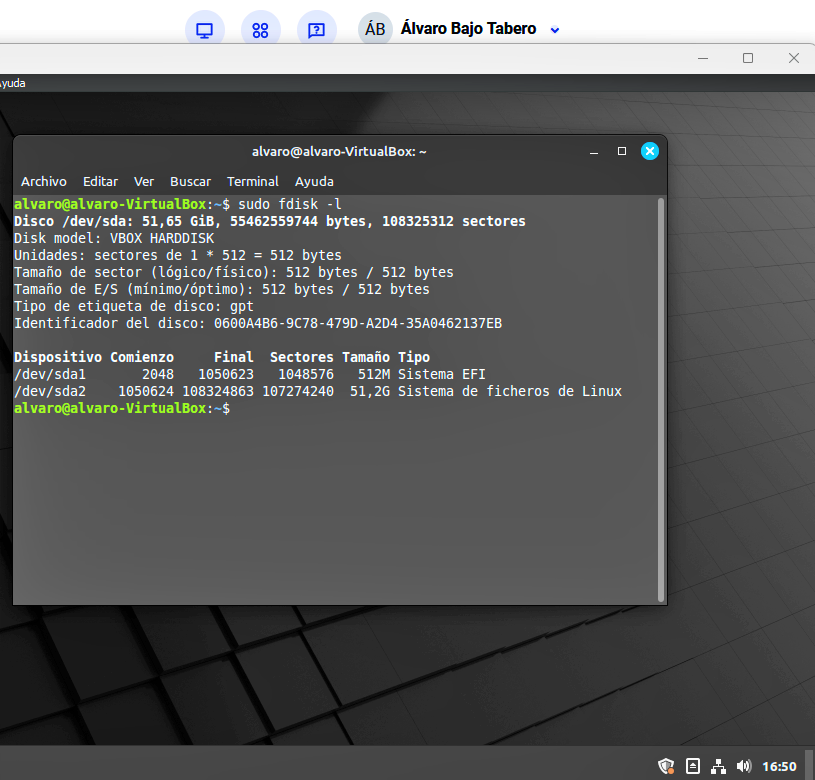 ÁB Álvaro Bajo Tabero
Ayuda
alvaro@alvaro-VirtualBox: ~
Archivo Editar Ver Buscar Terminal Ayuda
alvaro@alvaro-VirtualBox:~$ sudo fdisk -l
Disco /dev/sda: 51,65 GiB, 55462559744 bytes, 108325312 sectores
Disk model: VBOX HARDDISK
Unidades: sectores de 1 * 512 = 512 bytes
Tamaño de sector (lógico/físico): 512 bytes / 512 bytes
Tamaño de E/S (mínimo/óptimo): 512 bytes / 512 bytes
Tipo de etiqueta de disco: gpt
Identificador del disco: 0600A4B6-9C78-479D-A2D4-35A0462137EB
Dispositivo Comienzo Final Sectores Tamaño Tipo
/dev/sda1 2048 1050623 1048576 512M Sistema EFI
/dev/sda2 1050624 108324863 107274240 51,2G Sistema de ficheros de Linux
alvaro@alvaro-VirtualBox:~$
16:50